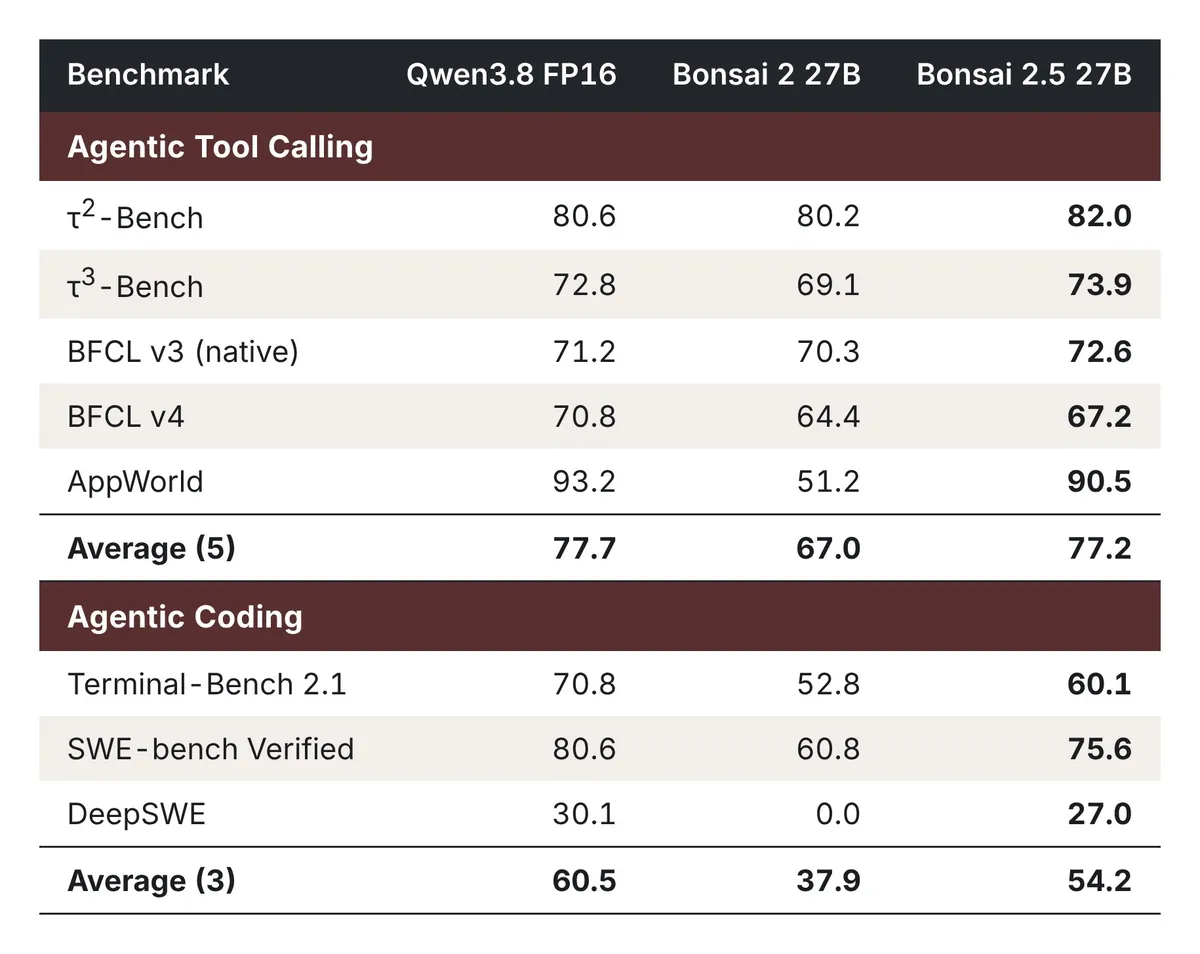 Benchmark Qwen3.8 FP16 Bonsai 2 27B Bonsai 2.5 27B
Agentic Tool Calling
τ²-Bench 80.6 80.2 82.0
τ³-Bench 72.8 69.1 73.9
BFCL v3 (native) 71.2 70.3 72.6
BFCL v4 70.8 64.4 67.2
AppWorld 93.2 51.2 90.5
Average (5) 77.7 67.0 77.2
Agentic Coding
Terminal-Bench 2.1 70.8 52.8 60.1
SWE-bench Verified 80.6 60.8 75.6
DeepSWE 30.1 0.0 27.0
Average (3) 60.5 37.9 54.2